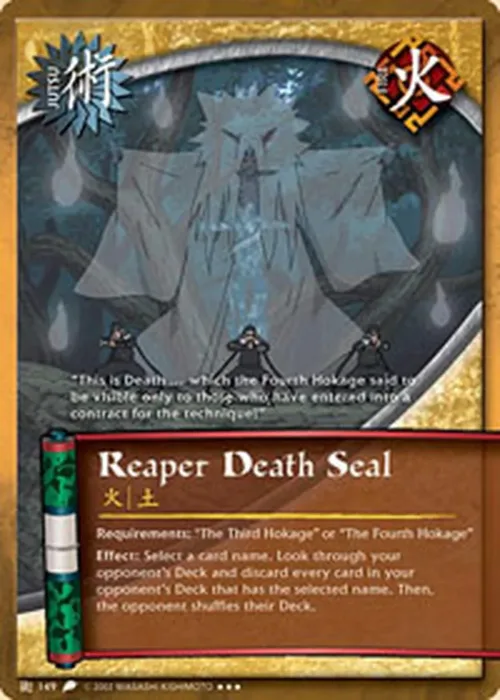 JUTSU
術
FIRE
火
"This is Death ... which the Fourth Hokage said to
be visible only to those who have entered into a
contract for the technique!"
Reaper Death Seal
火|土
Requirements: "The Third Hokage" or "The Fourth Hokage"
Effect: Select a card name. Look through your
opponent's Deck and discard every card in your
opponent's Deck that has the selected name. Then,
the opponent shuffles their Deck.
149 © 2002 MASASHI KISHIMOTO ★★★